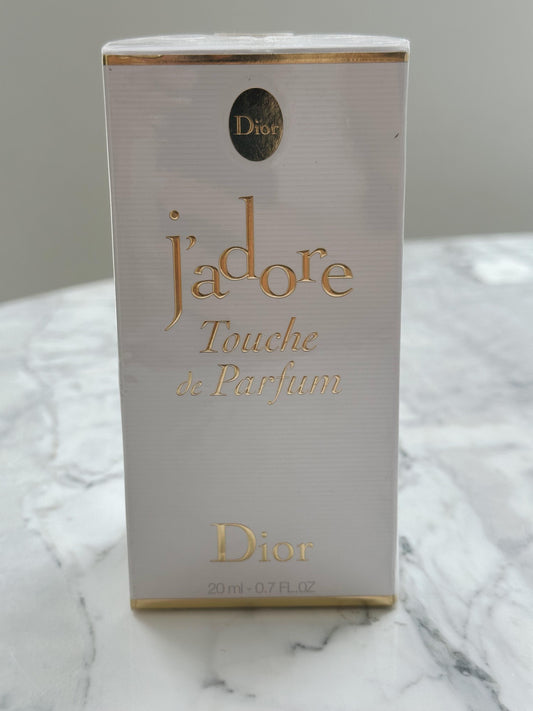 Dior
j'adore
Touche
de Parfum
Dior
20 ml - 0.7 FL.OZ